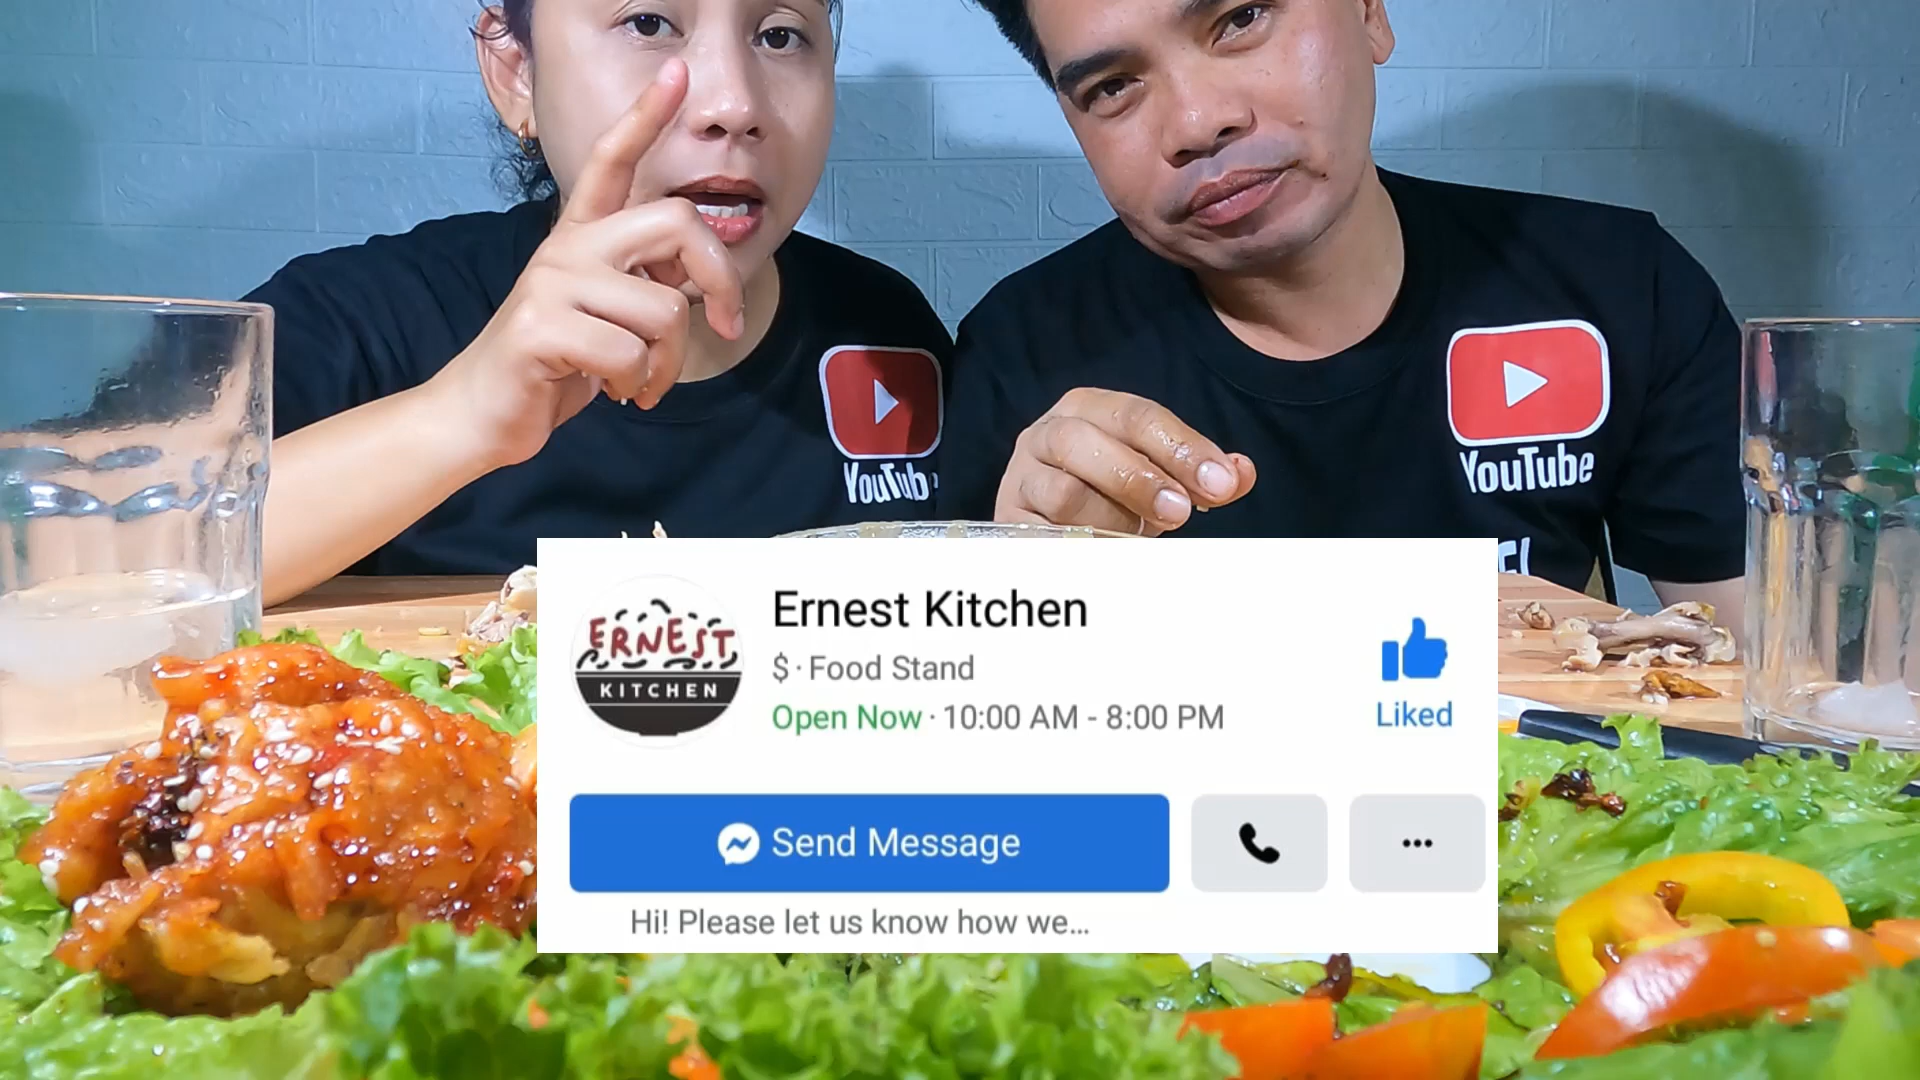 YouTub
YouTube
Ernest Kitchen
ERNEST
KITCHEN
$ · Food Stand
Open Now · 10:00 AM - 8:00 PM
Liked
Send Message
Hi! Please let us know how we...